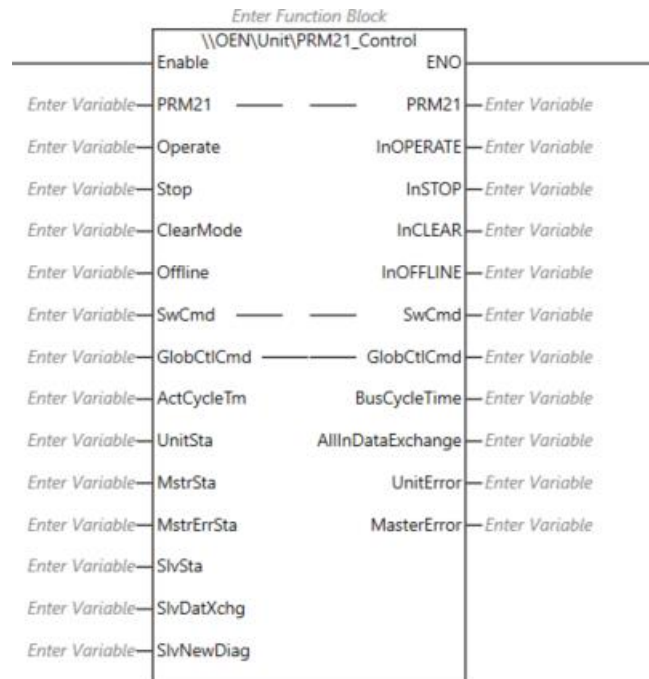 Enter Function Block
\\OEN\Unit\PRM21_Control
Enable ENO
Enter Variable PRM21 PRM21 Enter Variable
Enter Variable Operate InOPERATE Enter Variable
Enter Variable Stop InSTOP Enter Variable
Enter Variable ClearMode InCLEAR Enter Variable
Enter Variable Offline InOFFLINE Enter Variable
Enter Variable SwCmd SwCmd Enter Variable
Enter Variable GlobCtlCmd GlobCtlCmd Enter Variable
Enter Variable ActCycleTm BusCycleTime Enter Variable
Enter Variable UnitSta AllInDataExchange Enter Variable
Enter Variable MstrSta UnitError Enter Variable
Enter Variable MstrErrSta MasterError Enter Variable
Enter Variable SlvSta
Enter Variable SlvDatXchg
Enter Variable SlvNewDiag